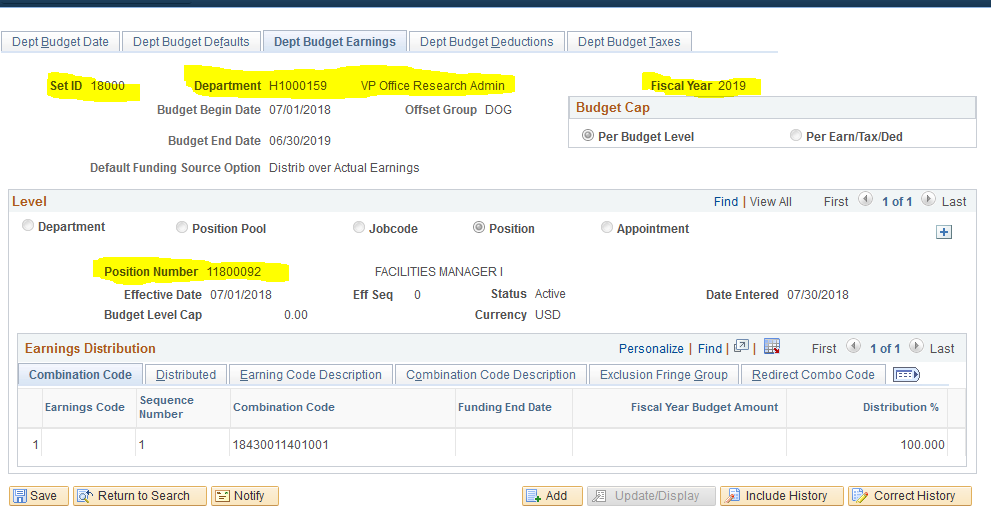 Dept Budget Date Dept Budget Defaults Dept Budget Earnings Dept Budget Deductions Dept Budget Taxes
Set ID 18000 Department H1000159 VP Office Research Admin Fiscal Year 2019
Budget Begin Date 07/01/2018 Offset Group DOG Budget Cap
Budget End Date 06/30/2019 Per Budget Level Per Earn/Tax/Ded
Default Funding Source Option Distrib over Actual Earnings
Level Find | View All First 1 of 1 Last
Department Position Pool Jobcode Position Appointment
Position Number 11800092 FACILITIES MANAGER I
Effective Date 07/01/2018 Eff Seq 0 Status Active Date Entered 07/30/2018
Budget Level Cap 0.00 Currency USD
Earnings Distribution Personalize | Find | | First 1 of 1 Last
Combination Code Distributed Earning Code Description Combination Code Description Exclusion Fringe Group Redirect Combo Code
Earnings Code Sequence Number Combination Code Funding End Date Fiscal Year Budget Amount Distribution %
1 1 18430011401001 100.000
Save Return to Search Notify Add Update/Display Include History Correct History